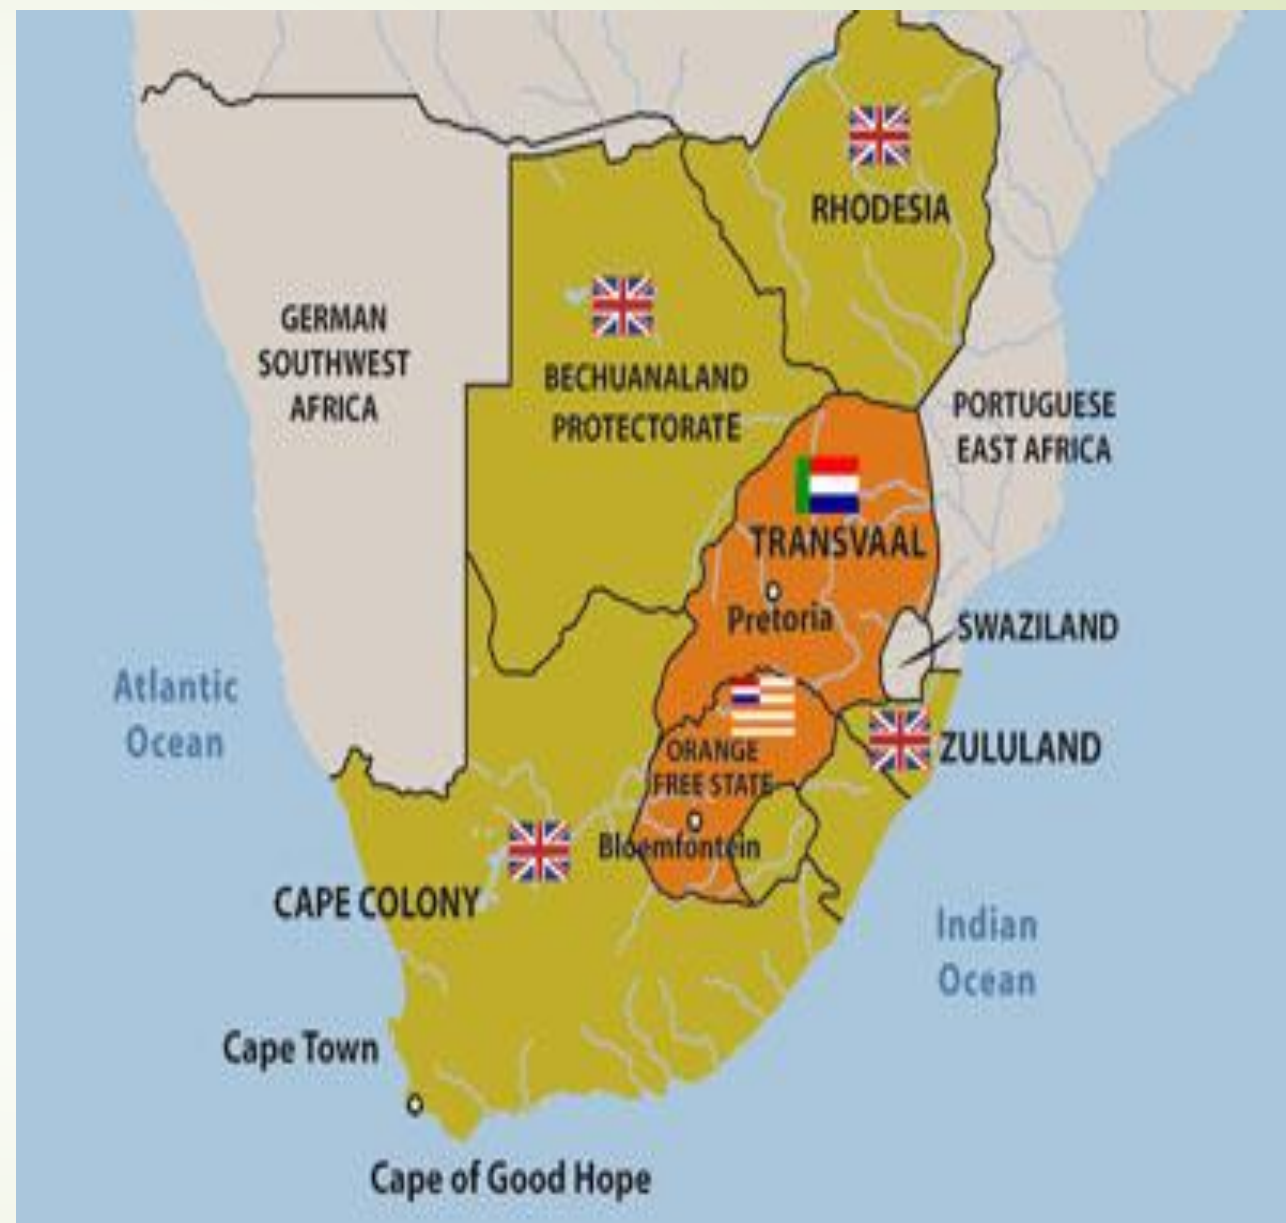 RHODESIA
GERMAN
SOUTHWEST
AFRICA
BECHUANALAND
PROTECTORATE
PORTUGUESE
EAST AFRICA
TRANSVAAL
Pretoria
SWAZILAND
Atlantic
Ocean
ZULULAND
ORANGE
FREE STATE
Bloemfontein
CAPE COLONY
Indian
Ocean
Cape Town
Cape of Good Hope